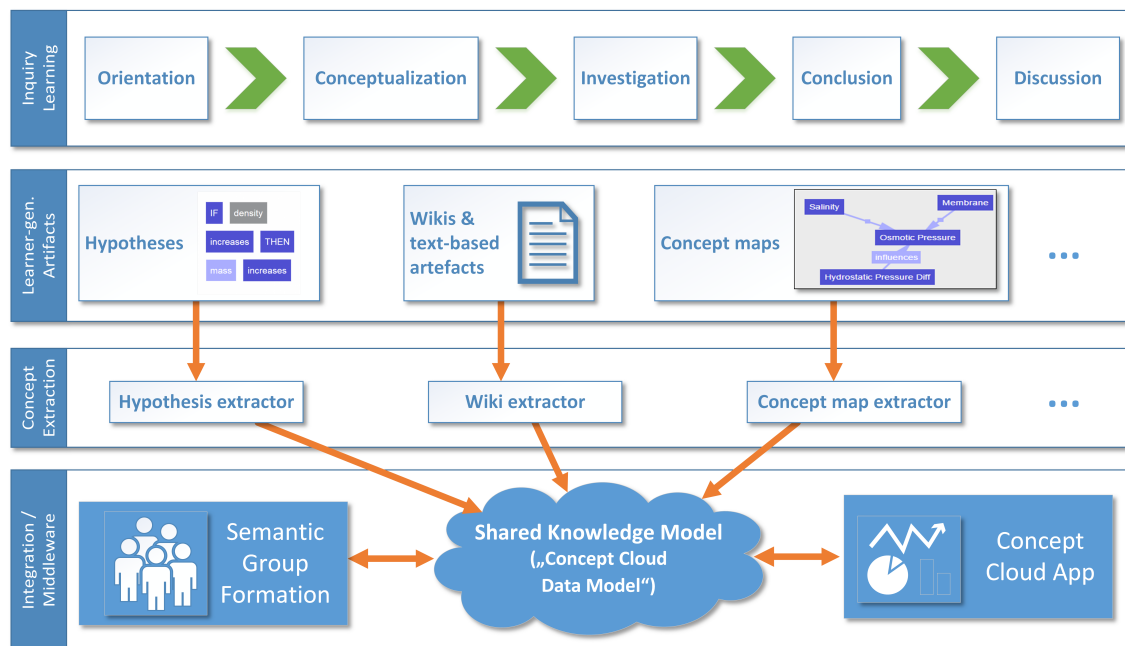 Inquiry
Learning
Orientation
Conceptualization
Investigation
Conclusion
Discussion
Learner-gen.
Artifacts
Hypotheses
IF density
increases THEN
mass increases
Wikis &
text-based
artefacts
Concept maps
Salinity
Membrane
Osmotic Pressure
influences
Hydrostatic Pressure Diff
...
Concept
Extraction
Hypothesis extractor
Wiki extractor
Concept map extractor
...
Integration /
Middleware
Semantic
Group
Formation
Shared Knowledge Model
(„Concept Cloud
Data Model“)
Concept
Cloud App